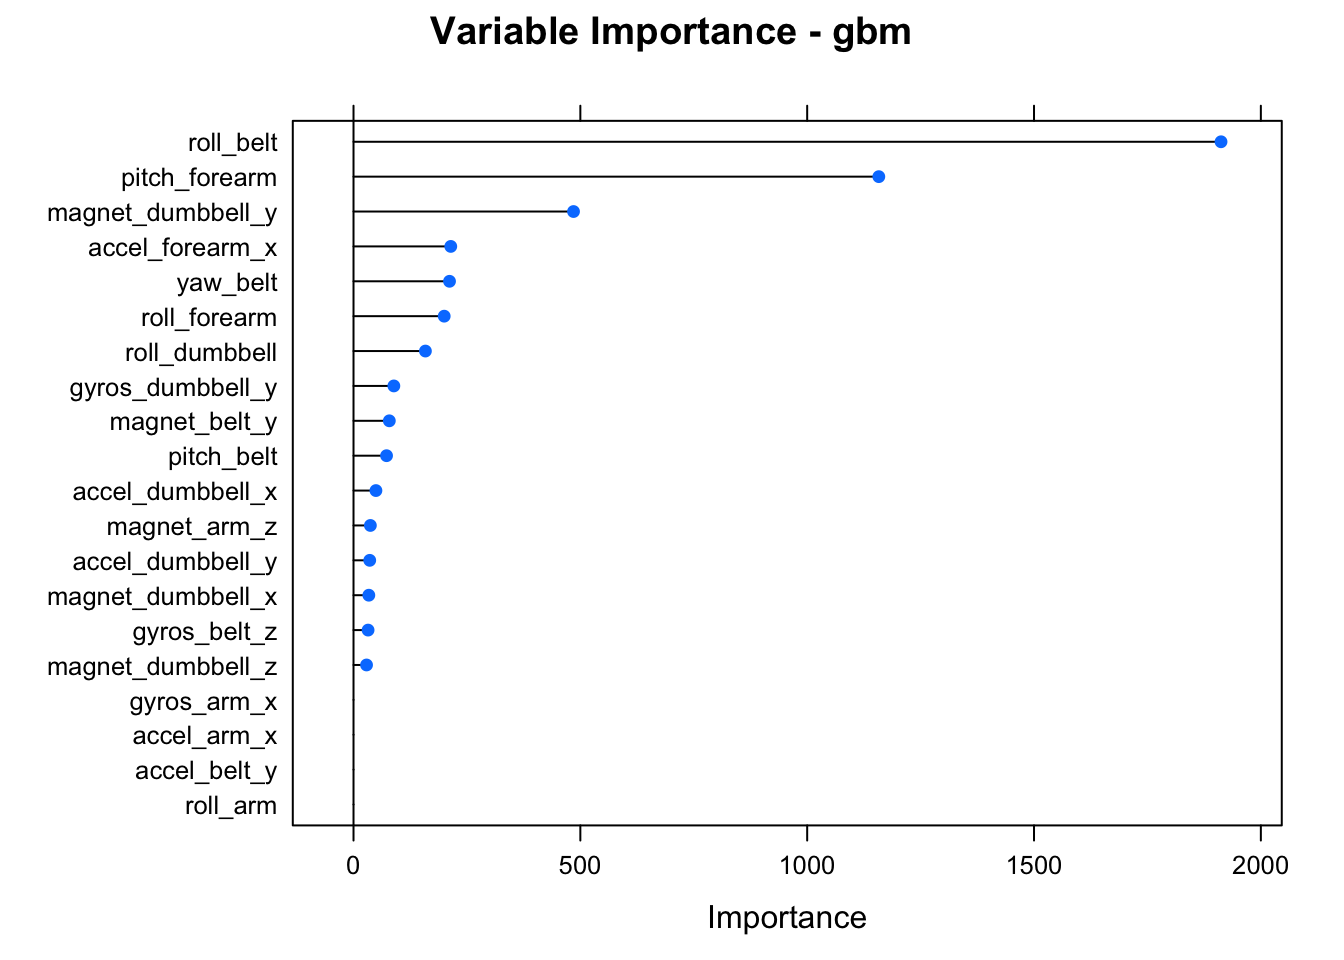 Variable Importance - gbm
roll_belt
pitch_forearm
magnet_dumbbell_y
accel_forearm_x
yaw_belt
roll_forearm
roll_dumbbell
gyros_dumbbell_y
magnet_belt_y
pitch_belt
accel_dumbbell_x
magnet_arm_z
accel_dumbbell_y
magnet_dumbbell_x
gyros_belt_z
magnet_dumbbell_z
gyros_arm_x
accel_arm_x
accel_belt_y
roll_arm
0 500 1000 1500 2000
Importance